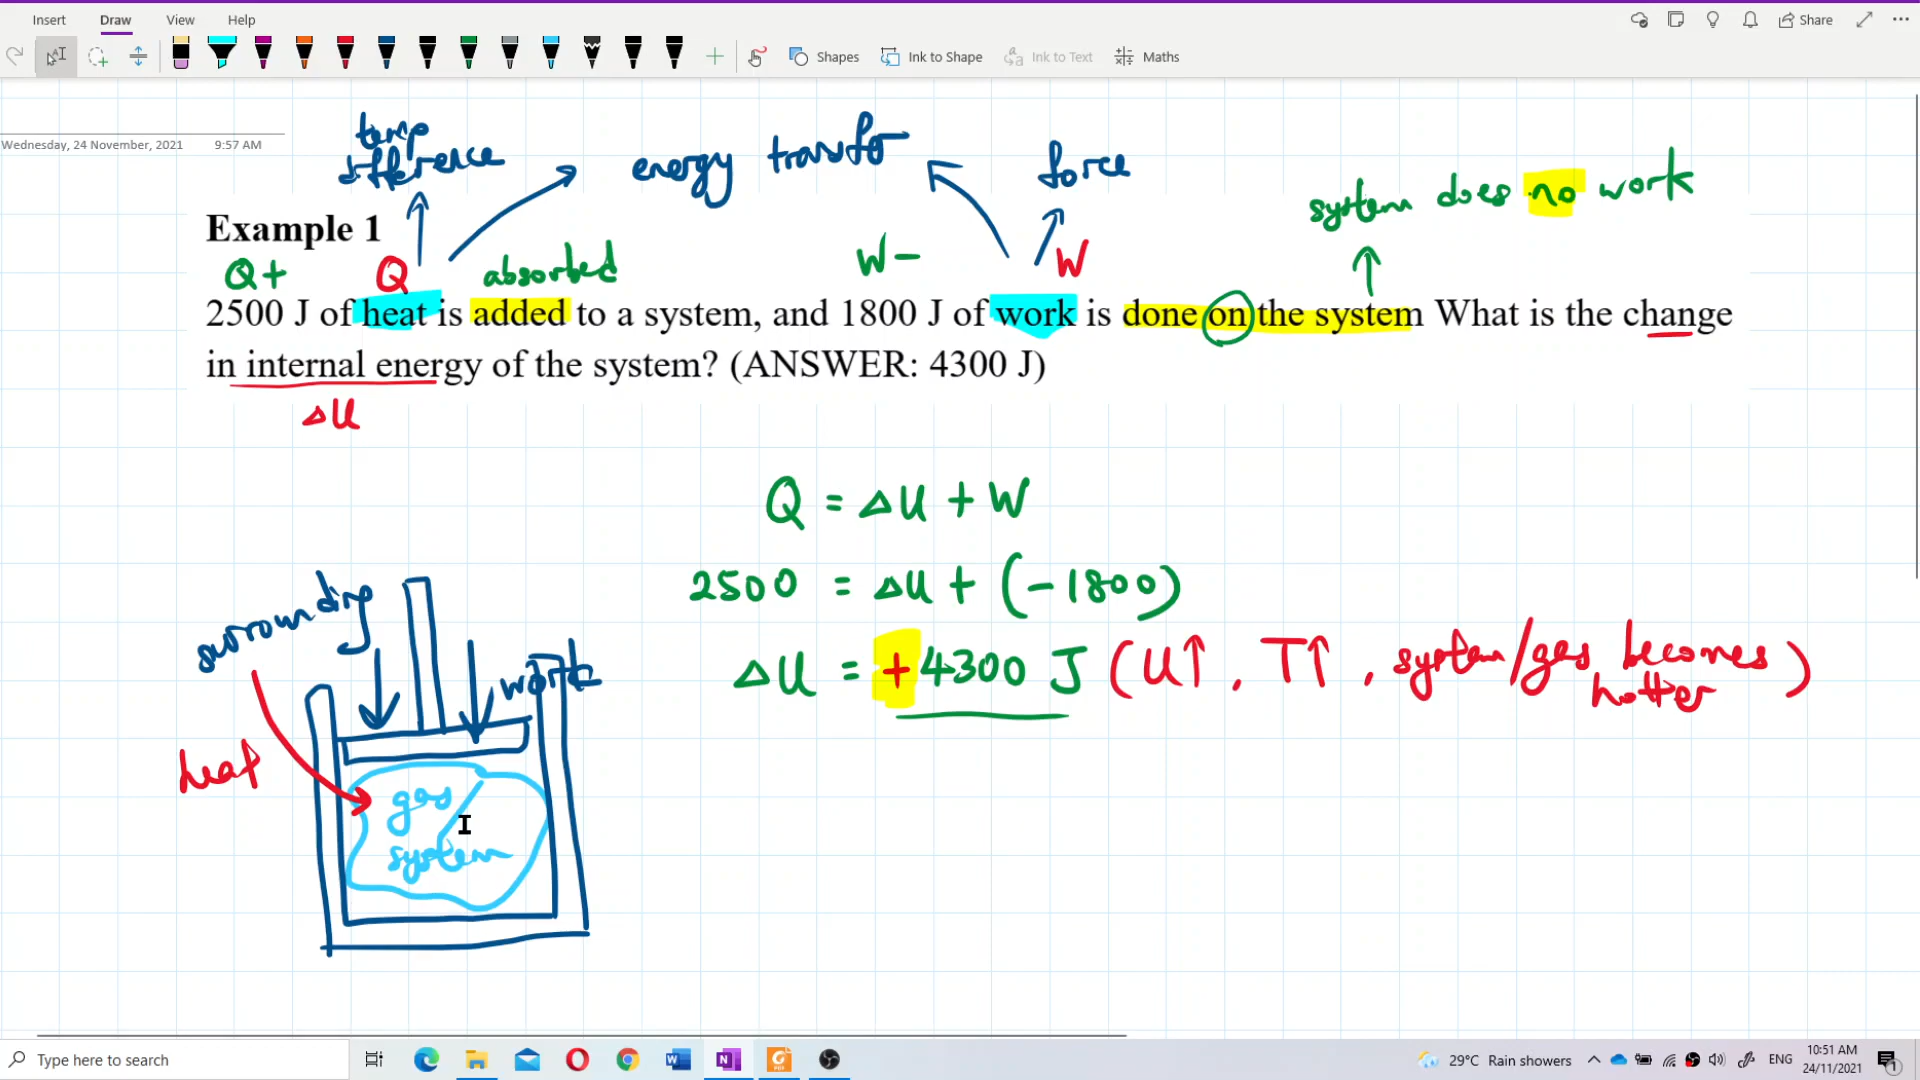 Insert Draw View Help Share
Shapes Ink to Shape Ink to Text Maths
Wednesday, 24 November, 2021 9:57 AM
temp
difference
energy transfer
force
system does no work
Example 1
Q+ Q absorbed W- W
2500 J of heat is added to a system, and 1800 J of work is done on the system What is the change
in internal energy of the system? (ANSWER: 4300 J)
ΔU
Q = ΔU + W
2500 = ΔU + (-1800)
ΔU = +4300 J (U↑, T↑, system/gas becomes
hotter)
surrounding
work
heat
gas
system
Type here to search
29°C Rain showers
ENG
10:51 AM
24/11/2021
1